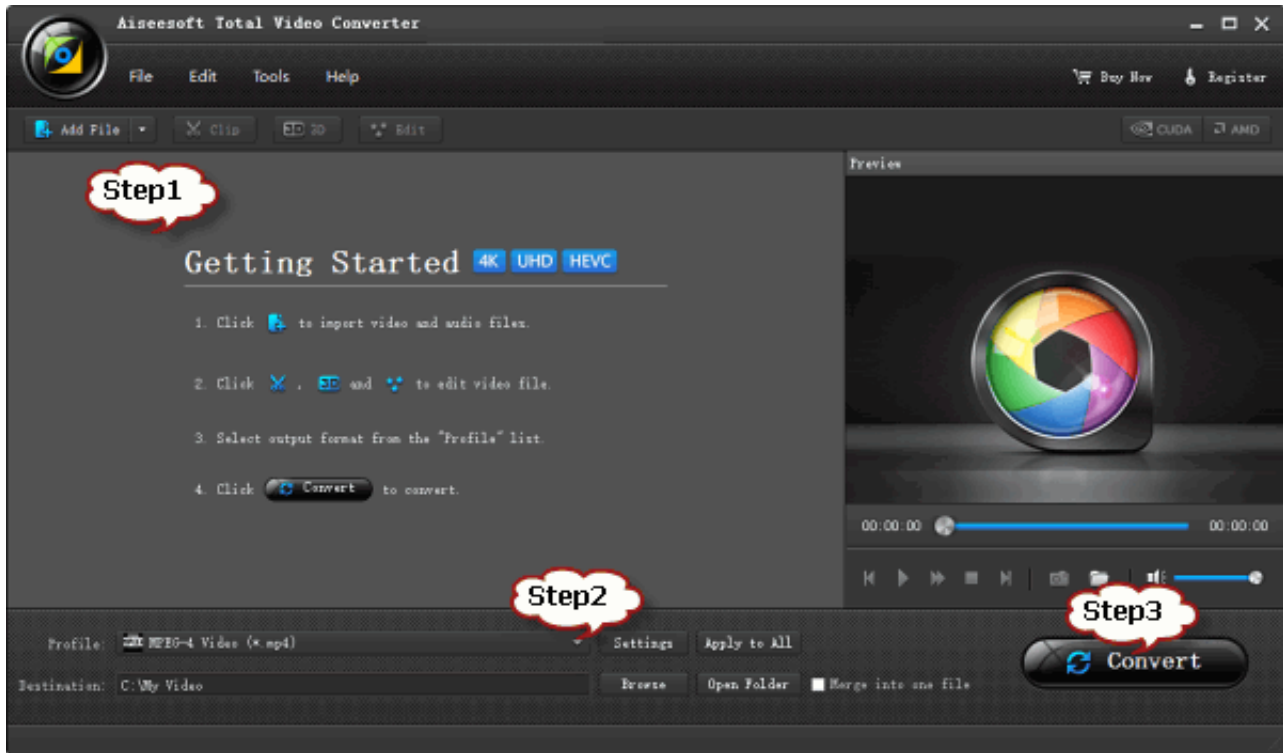 Aiseesoft Total Video Converter
File Edit Tools Help
Buy Now Register
Add File Clip 3D 3D Edit CUDA AMD
Preview
Step1
Getting Started 4K UHD HEVC
1. Click to import video and audio files.
2. Click , 3D and to edit video file.
3. Select output format from the "Profile" list.
4. Click Convert to convert.
00:00:00 00:00:00
Step2
Step3
Profile: MPEG-4 Video (*.mp4) Settings Apply to All
Convert
Destination: C:\My Video Browse Open Folder Merge into one file